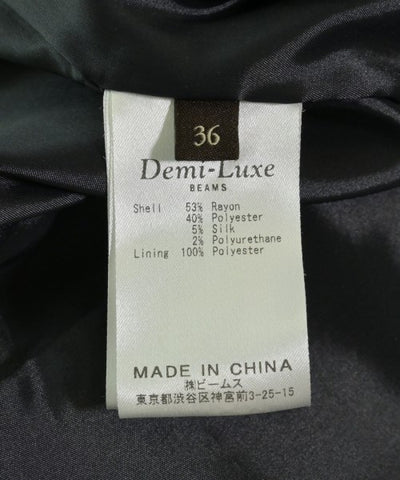 36
Demi-Luxe
BEAMS
Shell 53% Rayon
40% Polyester
5% Silk
2% Polyurethane
Lining 100% Polyester
MADE IN CHINA
㈱ビームス
東京都渋谷区神宮前3-25-15